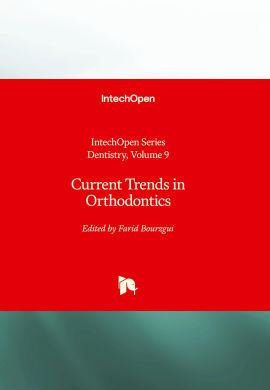 IntechOpen
IntechOpen Series
Dentistry, Volume 9
Current Trends in
Orthodontics
Edited by Farid Bourzgui